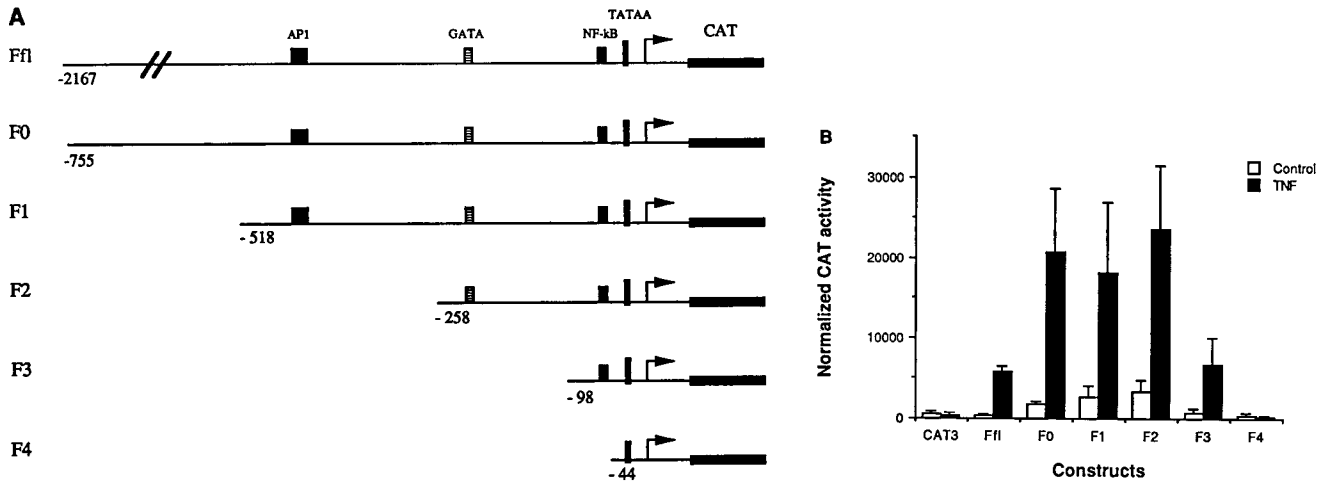 A
TATAA
AP1 GATA NF-kB CAT
Ffl
-2167
F0
-755
F1
- 518
F2
- 258
F3
- 98
F4
- 44
B
Control
TNF
Normalized CAT activity
30000
20000
10000
0
CAT3 Ffl F0 F1 F2 F3 F4
Constructs